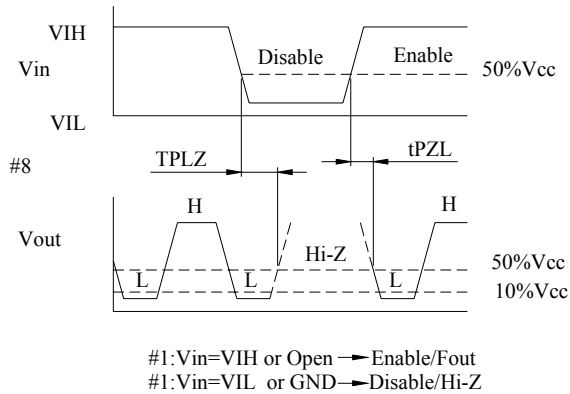 VIH
Disable
Enable
Vin
50%Vcc
VIL
TPLZ
tPZL
#8
H
H
Vout
Hi-Z
L
L
L
50%Vcc
10%Vcc
#1:Vin=VIH or Open → Enable/Fout
#1:Vin=VIL or GND → Disable/Hi-Z